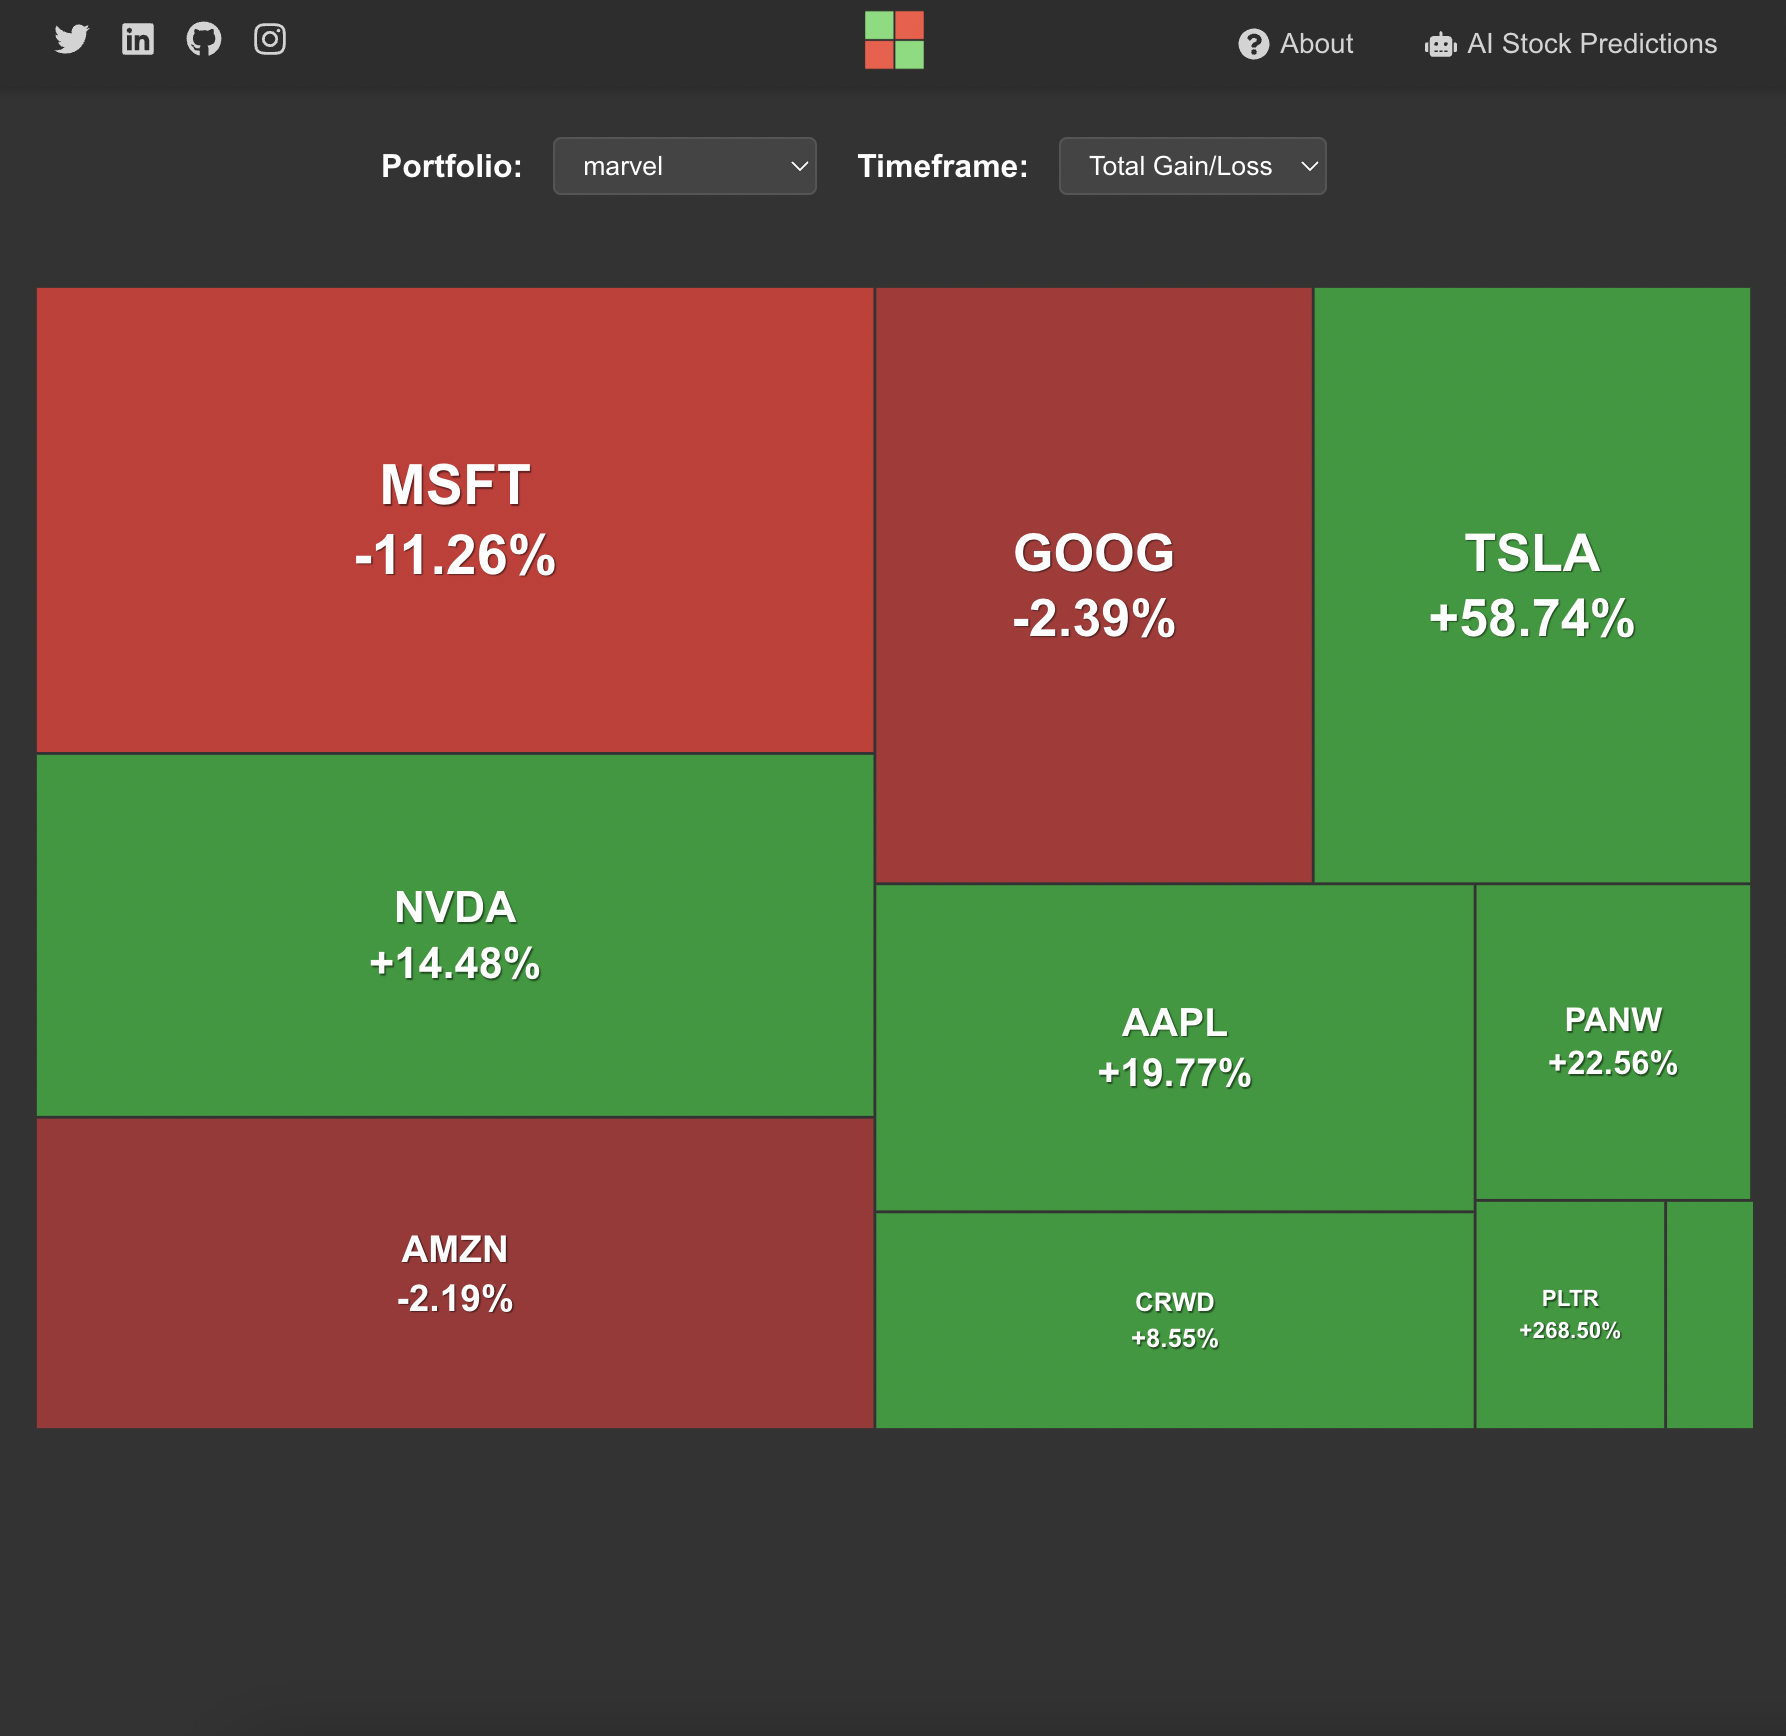 About
AI Stock Predictions
Portfolio: marvel
Timeframe: Total Gain/Loss
MSFT
-11.26%
GOOG
-2.39%
TSLA
+58.74%
NVDA
+14.48%
AAPL
+19.77%
PANW
+22.56%
AMZN
-2.19%
CRWD
+8.55%
PLTR
+268.50%